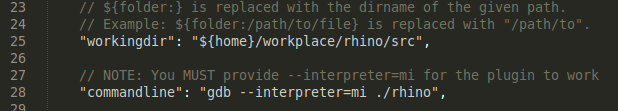 23 // ${folder:} is replaced with the dirname of the given path.
24 // Example: ${folder:/path/to/file} is replaced with "/path/to".
25 "workingdir": "${home}/workplace/rhino/src",
26
27 // NOTE: You MUST provide --interpreter=mi for the plugin to work
28 "commandline": "gdb --interpreter=mi ./rhino",
29